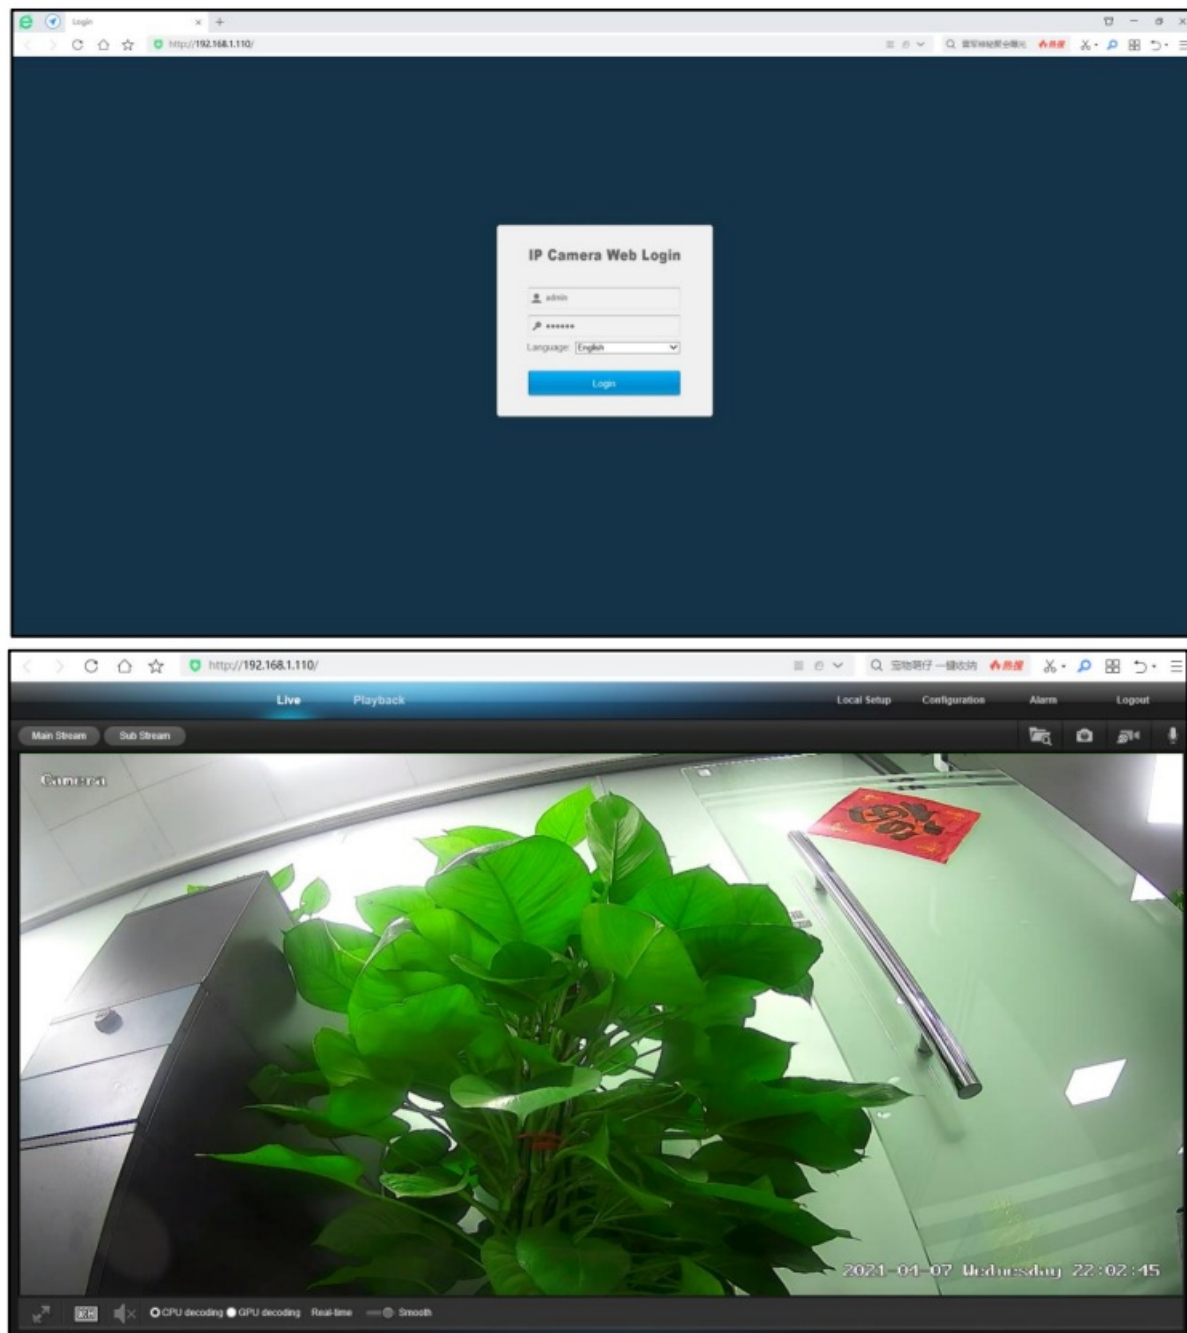 Login
http://192.168.1.110/
IP Camera Web Login
admin
Language: English
Login
http://192.168.1.110/
Live Playback Local Setup Configuration Alarm Logout
Main Stream Sub Stream
Camera
2021-04-07 Wednesday 22:02:45
CPU decoding GPU decoding Real-time Smooth